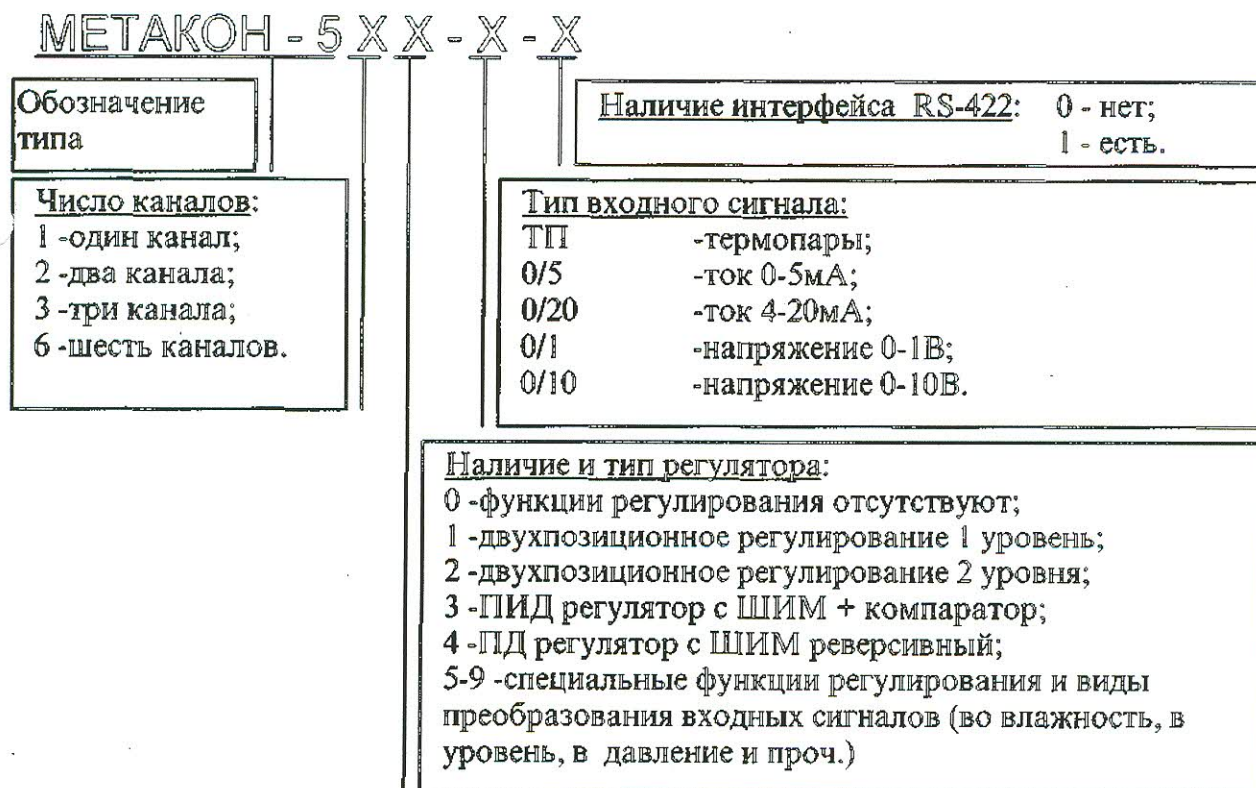 МЕТАКОН - 5 X X - X - X
Обозначение
типа
Наличие интерфейса RS-422: 0 - нет;
1 - есть.
Число каналов:
1 -один канал;
2 -два канала;
3 -три канала;
6 -шесть каналов.
Тип входного сигнала:
ТП -термопары;
0/5 -ток 0-5мА;
0/20 -ток 4-20мА;
0/1 -напряжение 0-1В;
0/10 -напряжение 0-10В.
Наличие и тип регулятора:
0 -функции регулирования отсутствуют;
1 -двухпозиционное регулирование 1 уровень;
2 -двухпозиционное регулирование 2 уровня;
3 -ПИД регулятор с ШИМ + компаратор;
4 -ПД регулятор с ШИМ реверсивный;
5-9 -специальные функции регулирования и виды
преобразования входных сигналов (во влажность, в
уровень, в давление и проч.)